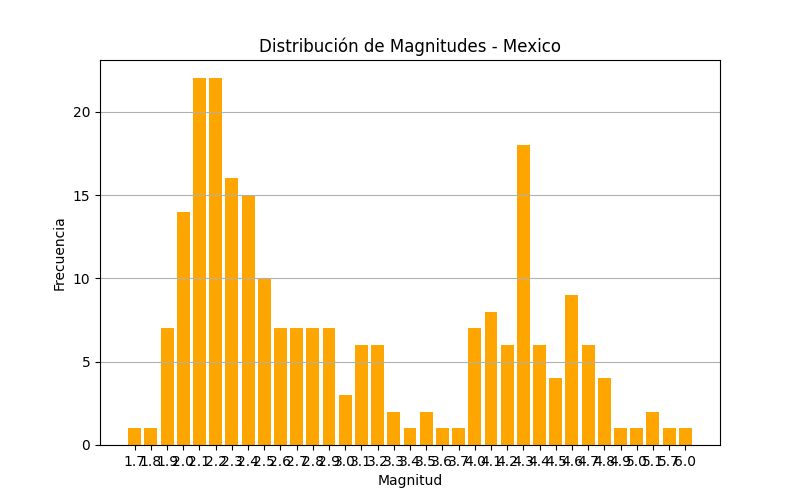 Distribución de Magnitudes - Mexico
Frecuencia
20
15
10
5
0
1.7 1.8 1.9 2.0 2.1 2.2 2.3 2.4 2.5 2.6 2.7 2.8 2.9 3.0 3.1 3.2 3.3 3.4 3.5 3.6 3.7 4.0 4.1 4.2 4.3 4.4 4.5 4.6 4.7 4.8 4.9 5.0 5.1 5.7 6.0
Magnitud